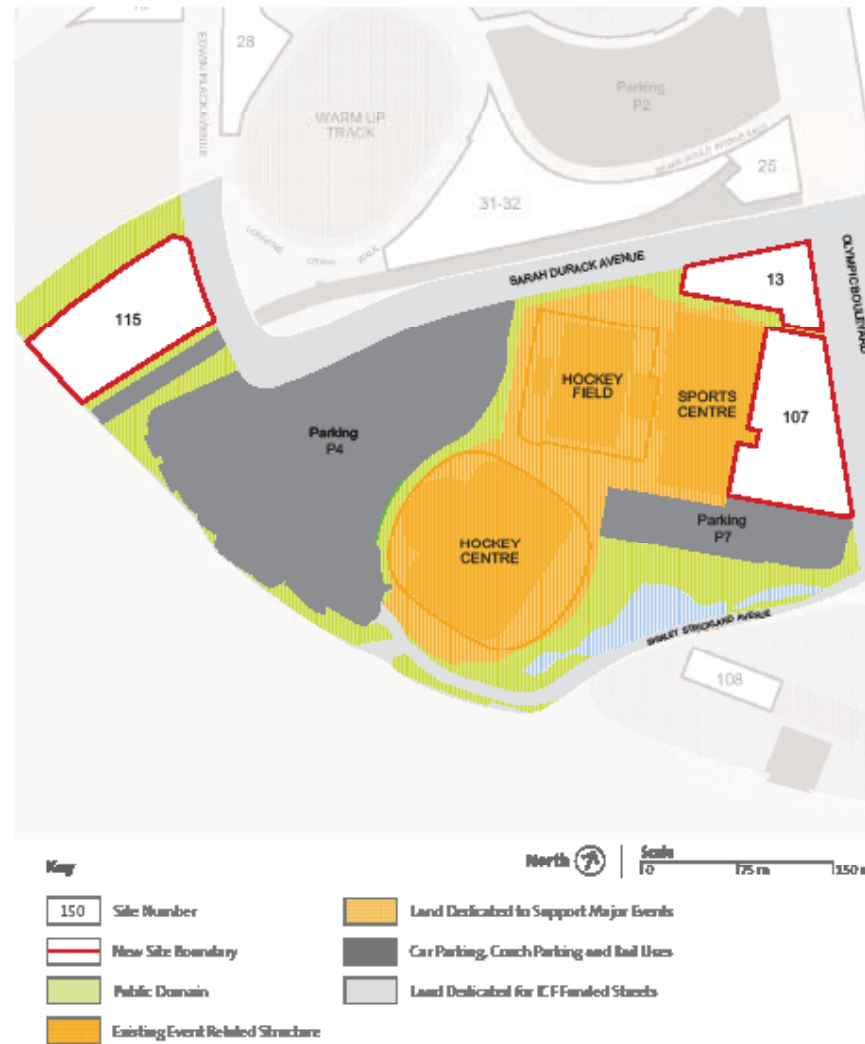 28
EDWIN FLACK AVENUE
WARM UP
TRACK
Parking
P2
25
31-32
WALK
SARAH DURACK AVENUE
OLYMPIC BOULEVARD
13
115
HOCKEY
FIELD
SPORTS
CENTRE
107
Parking
P4
Parking
P7
HOCKEY
CENTRE
SHIRLEY STRICKLAND AVENUE
108
Key
North
Scale
0 75 m 150 m
150 Site Number
New Site Boundary
Public Domain
Existing Event Related Structure
Land Dedicated to Support Major Events
Car Parking, Coach Parking and Rail Uses
Land Dedicated for ICF Funded Streets